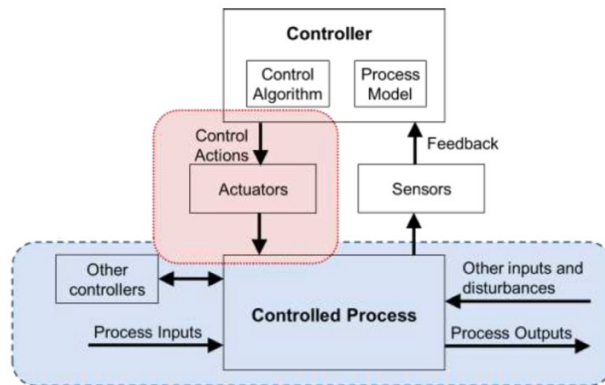 Controller
Control
Algorithm
Process
Model
Control
Actions
Feedback
Actuators
Sensors
Other
controllers
Other inputs and
disturbances
Controlled Process
Process Inputs
Process Outputs